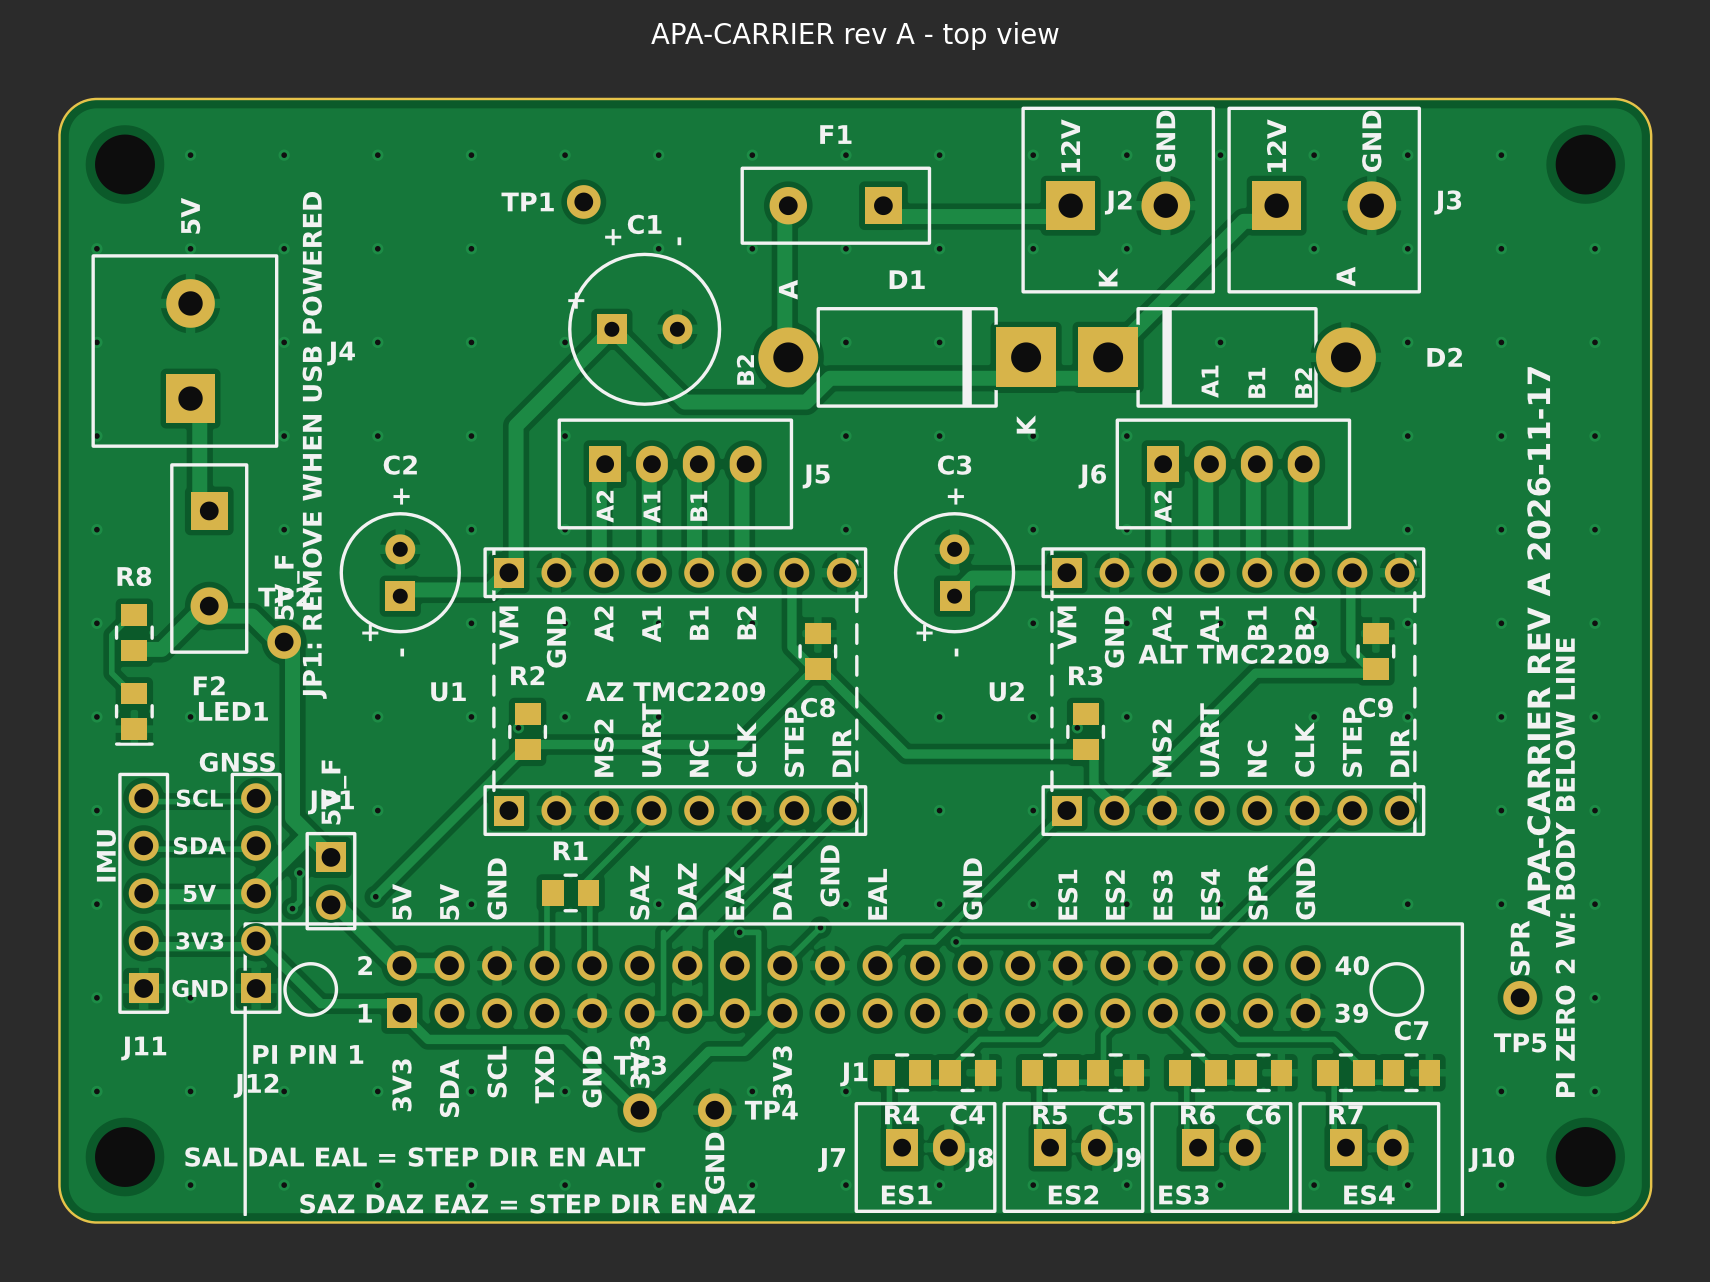 APA-CARRIER rev A - top view
F1
12V
GND
12V
GND
TP1
J2
J3
5V
C1
+
-
K
A
D1
A
+
J4
B2
D2
A1
B1
B2
K
JP1: REMOVE WHEN USB POWERED
C2
+
J5
C3
+
J6
A2
A1
B1
A2
APA-CARRIER REV A 2026-11-17
PI ZERO 2 W: BODY BELOW LINE
R8
TP2
5V_F
+
-
VM
GND
A2
A1
B1
B2
+
-
VM
GND
A2
A1
B1
B2
ALT TMC2209
F2
LED1
U1
R2
AZ TMC2209
C8
U2
R3
C9
MS2
UART
NC
CLK
STEP
DIR
MS2
UART
NC
CLK
STEP
DIR
GNSS
JP1
5V_F
IMU
SCL
SDA
5V
3V3
GND
R1
5V
5V
GND
SAZ
DAZ
EAZ
DAL
GND
EAL
GND
ES1
ES2
ES3
ES4
SPR
GND
2
40
1
39
SPR
TP5
C7
J11
PI PIN 1
J12
3V3
SDA
SCL
TXD
GND
TP3
3V3
3V3
J1
TP4
GND
R4
C4
R5
C5
R6
C6
R7
J7
J8
J9
J10
SAL DAL EAL = STEP DIR EN ALT
ES1
ES2
ES3
ES4
SAZ DAZ EAZ = STEP DIR EN AZ